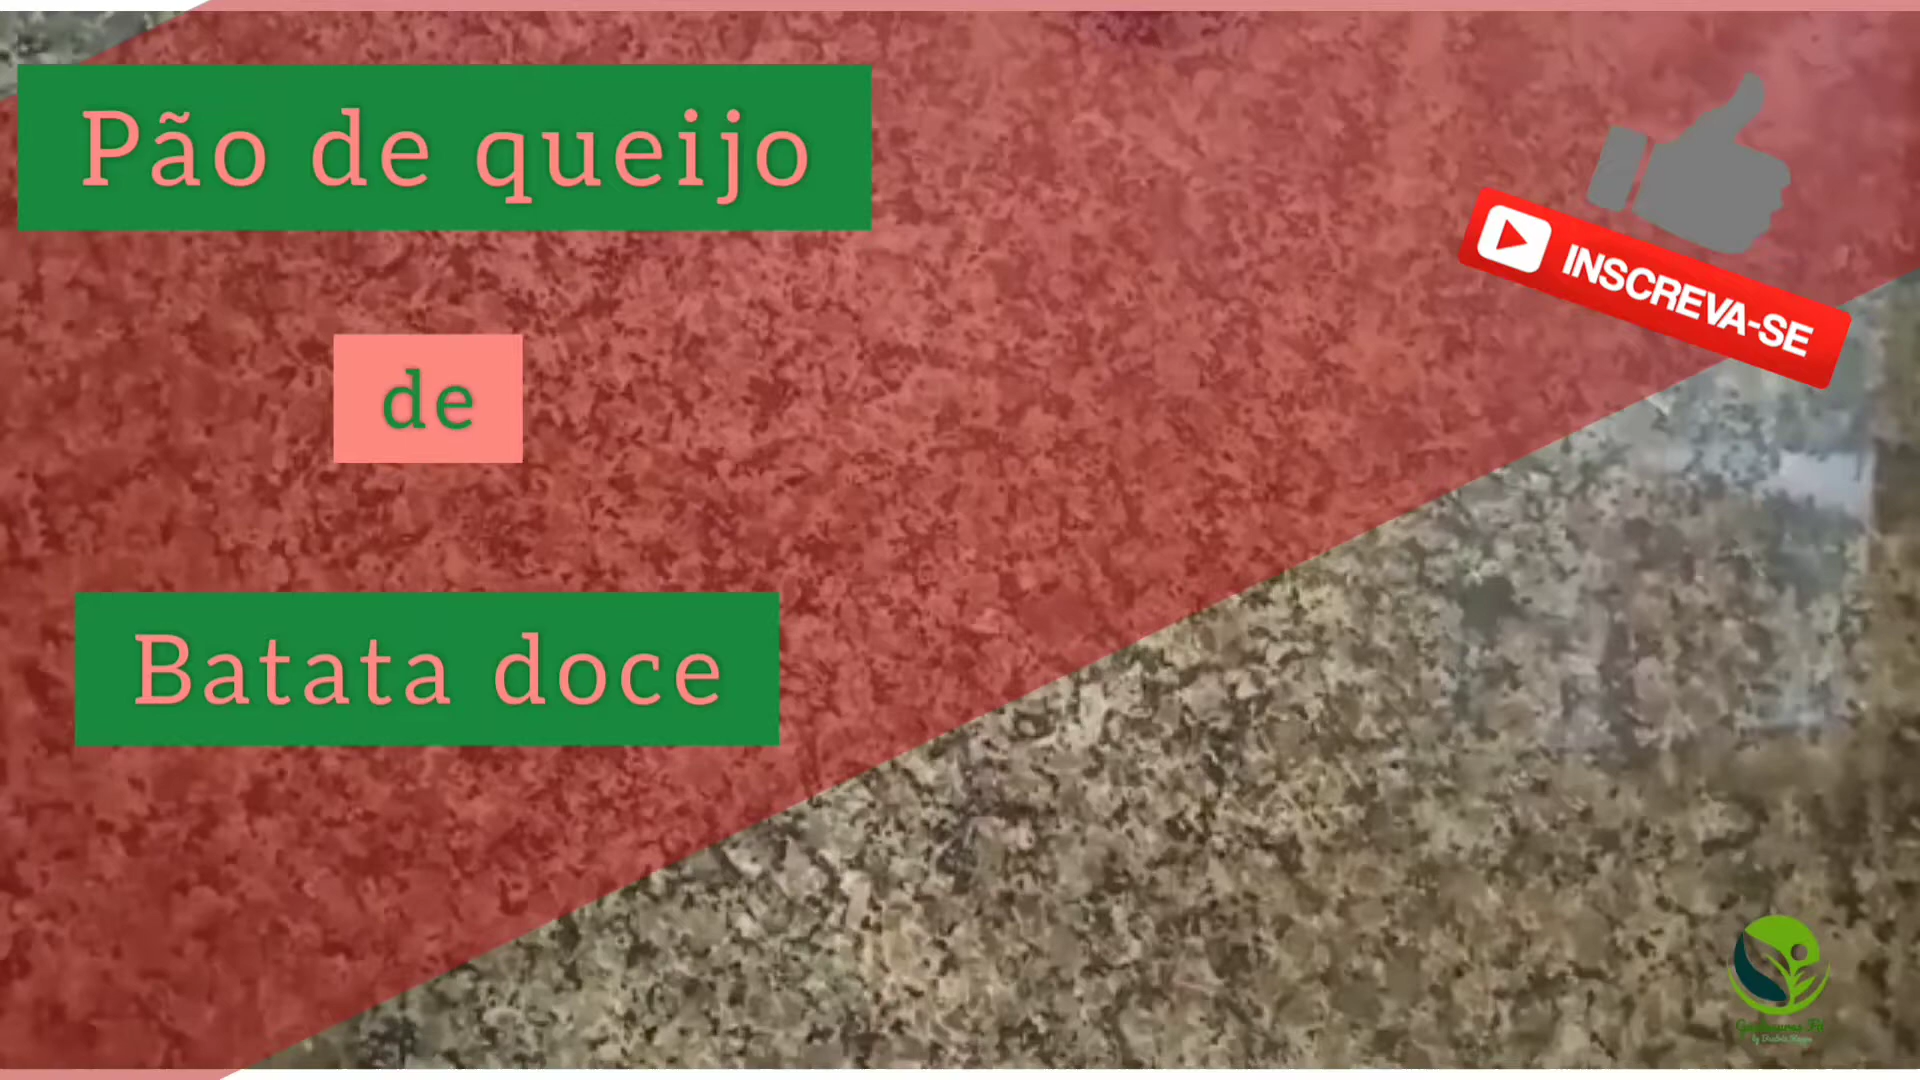 Pão de queijo
de
Batata doce
INSCREVA-SE